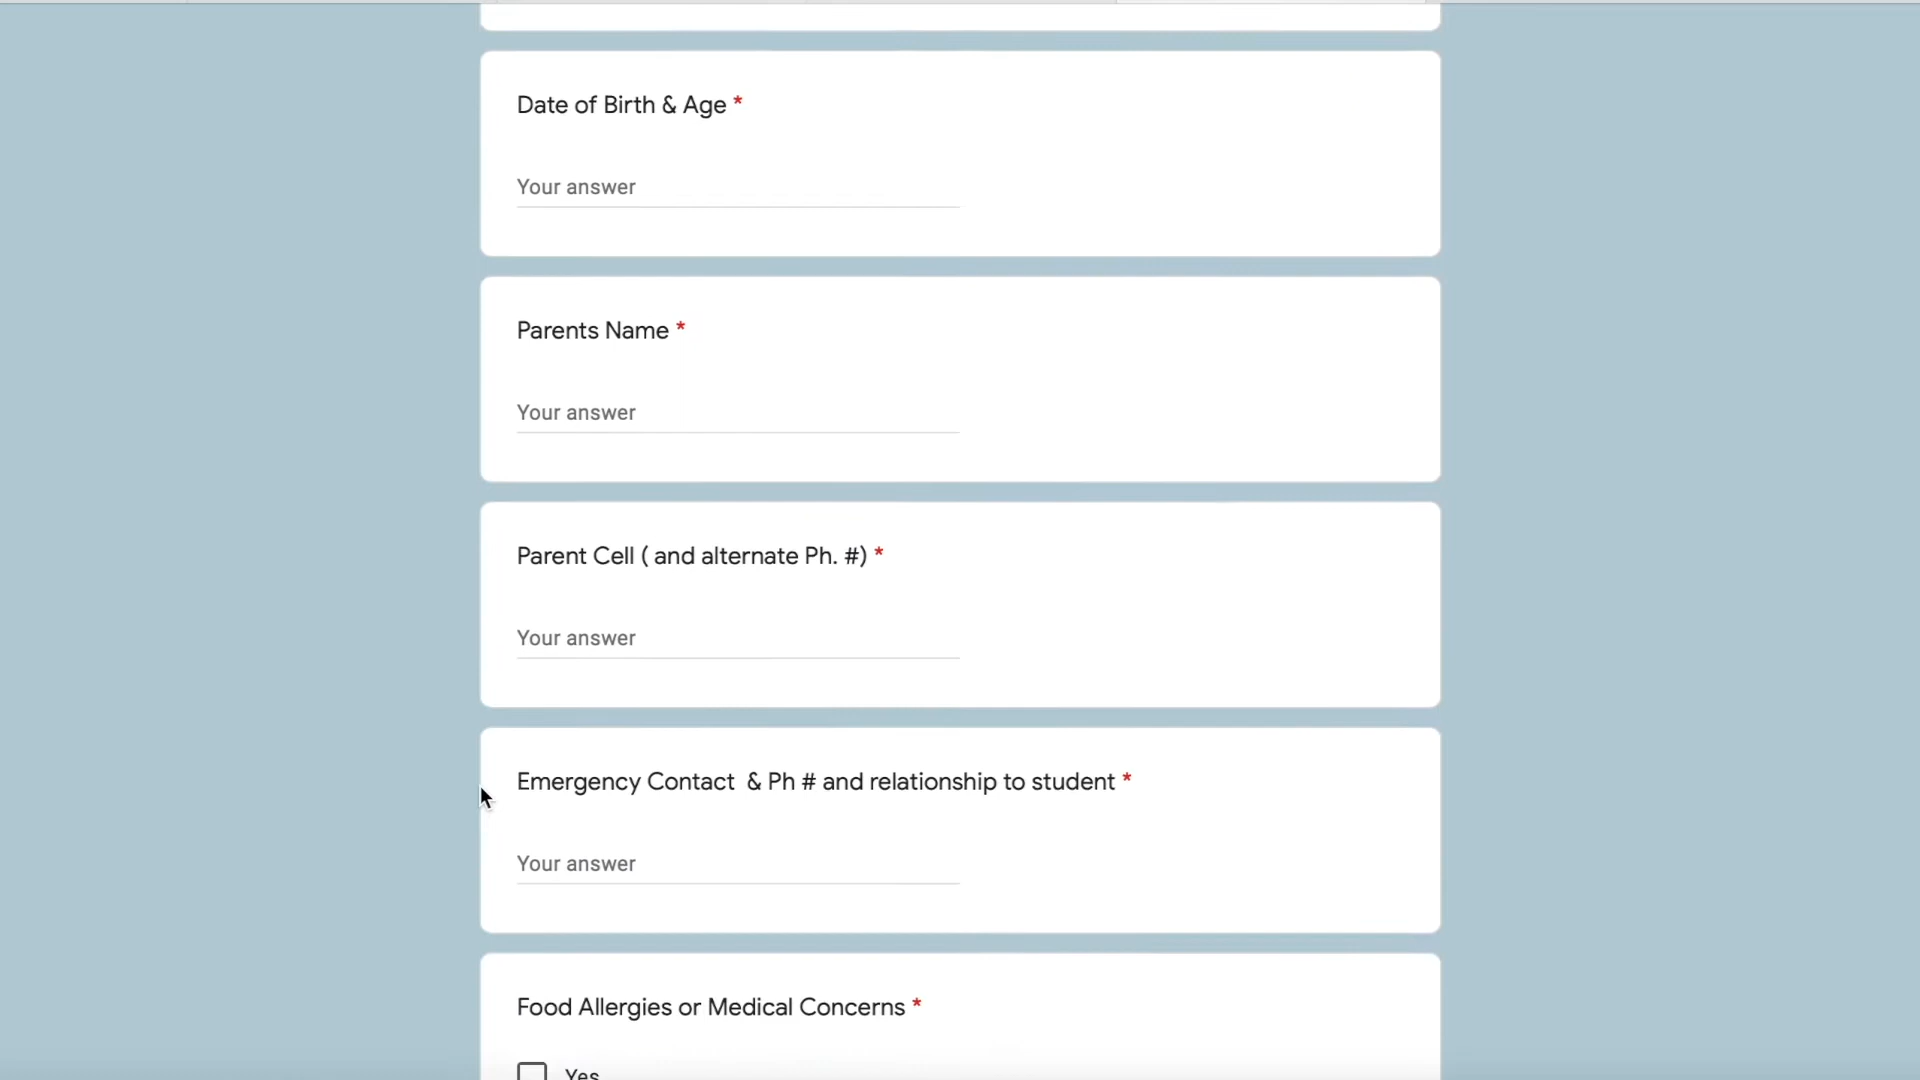 Date of Birth & Age *
Your answer
Parents Name *
Your answer
Parent Cell ( and alternate Ph. #) *
Your answer
Emergency Contact  & Ph # and relationship to student *
Your answer
Food Allergies or Medical Concerns *
Yes